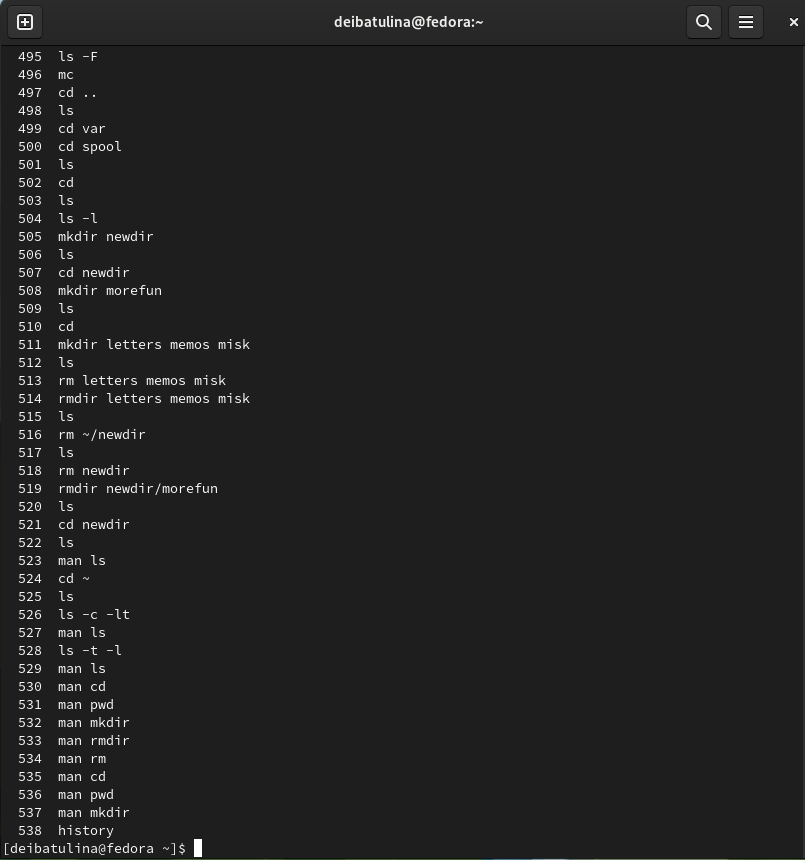 deibatulina@fedora:~
495 ls -F
496 mc
497 cd ..
498 ls
499 cd var
500 cd spool
501 ls
502 cd
503 ls
504 ls -l
505 mkdir newdir
506 ls
507 cd newdir
508 mkdir morefun
509 ls
510 cd
511 mkdir letters memos misk
512 ls
513 rm letters memos misk
514 rmdir letters memos misk
515 ls
516 rm ~/newdir
517 ls
518 rm newdir
519 rmdir newdir/morefun
520 ls
521 cd newdir
522 ls
523 man ls
524 cd ~
525 ls
526 ls -c -lt
527 man ls
528 ls -t -l
529 man ls
530 man cd
531 man pwd
532 man mkdir
533 man rmdir
534 man rm
535 man cd
536 man pwd
537 man mkdir
538 history
[deibatulina@fedora ~]$